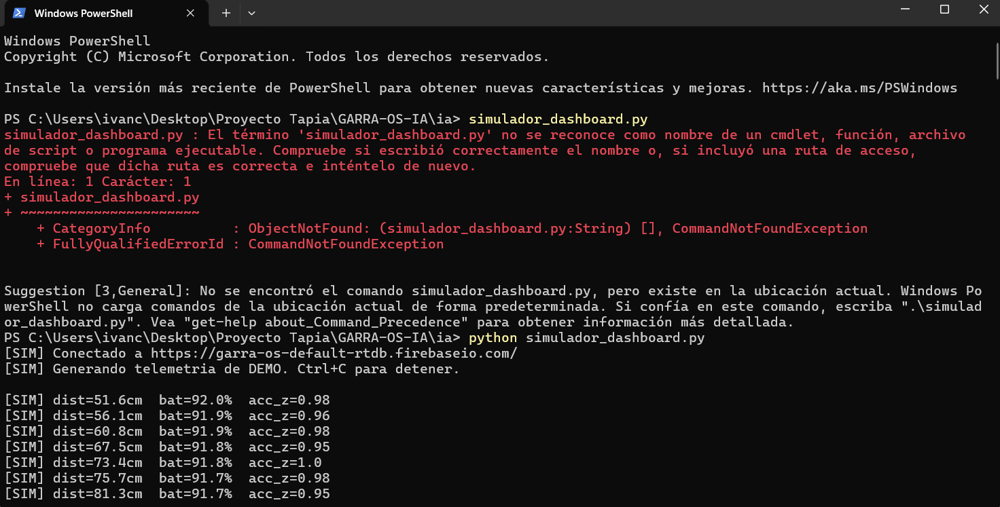 Windows PowerShell
Windows PowerShell
Copyright (C) Microsoft Corporation. Todos los derechos reservados.
Instale la versión más reciente de PowerShell para obtener nuevas características y mejoras. https://aka.ms/PSWindows
PS C:\Users\ivanc\Desktop\Proyecto Tapia\GARRA-OS-IA\ia> simulador_dashboard.py
simulador_dashboard.py : El término 'simulador_dashboard.py' no se reconoce como nombre de un cmdlet, función, archivo
de script o programa ejecutable. Compruebe si escribió correctamente el nombre o, si incluyó una ruta de acceso,
compruebe que dicha ruta es correcta e inténtelo de nuevo.
En línea: 1 Carácter: 1
+ simulador_dashboard.py
+ ~~~~~~~~~~~~~~~~~~~~~~
    + CategoryInfo          : ObjectNotFound: (simulador_dashboard.py:String) [], CommandNotFoundException
    + FullyQualifiedErrorId : CommandNotFoundException
Suggestion [3,General]: No se encontró el comando simulador_dashboard.py, pero existe en la ubicación actual. Windows Po
werShell no carga comandos de la ubicación actual de forma predeterminada. Si confía en este comando, escriba ".\simulad
or_dashboard.py". Vea "get-help about_Command_Precedence" para obtener información más detallada.
PS C:\Users\ivanc\Desktop\Proyecto Tapia\GARRA-OS-IA\ia> python simulador_dashboard.py
[SIM] Conectado a https://garra-os-default-rtdb.firebaseio.com/
[SIM] Generando telemetria de DEMO. Ctrl+C para detener.
[SIM] dist=51.6cm  bat=92.0%  acc_z=0.98
[SIM] dist=56.1cm  bat=91.9%  acc_z=0.96
[SIM] dist=60.8cm  bat=91.9%  acc_z=0.98
[SIM] dist=67.5cm  bat=91.8%  acc_z=0.95
[SIM] dist=73.4cm  bat=91.8%  acc_z=1.0
[SIM] dist=75.7cm  bat=91.7%  acc_z=0.98
[SIM] dist=81.3cm  bat=91.7%  acc_z=0.95